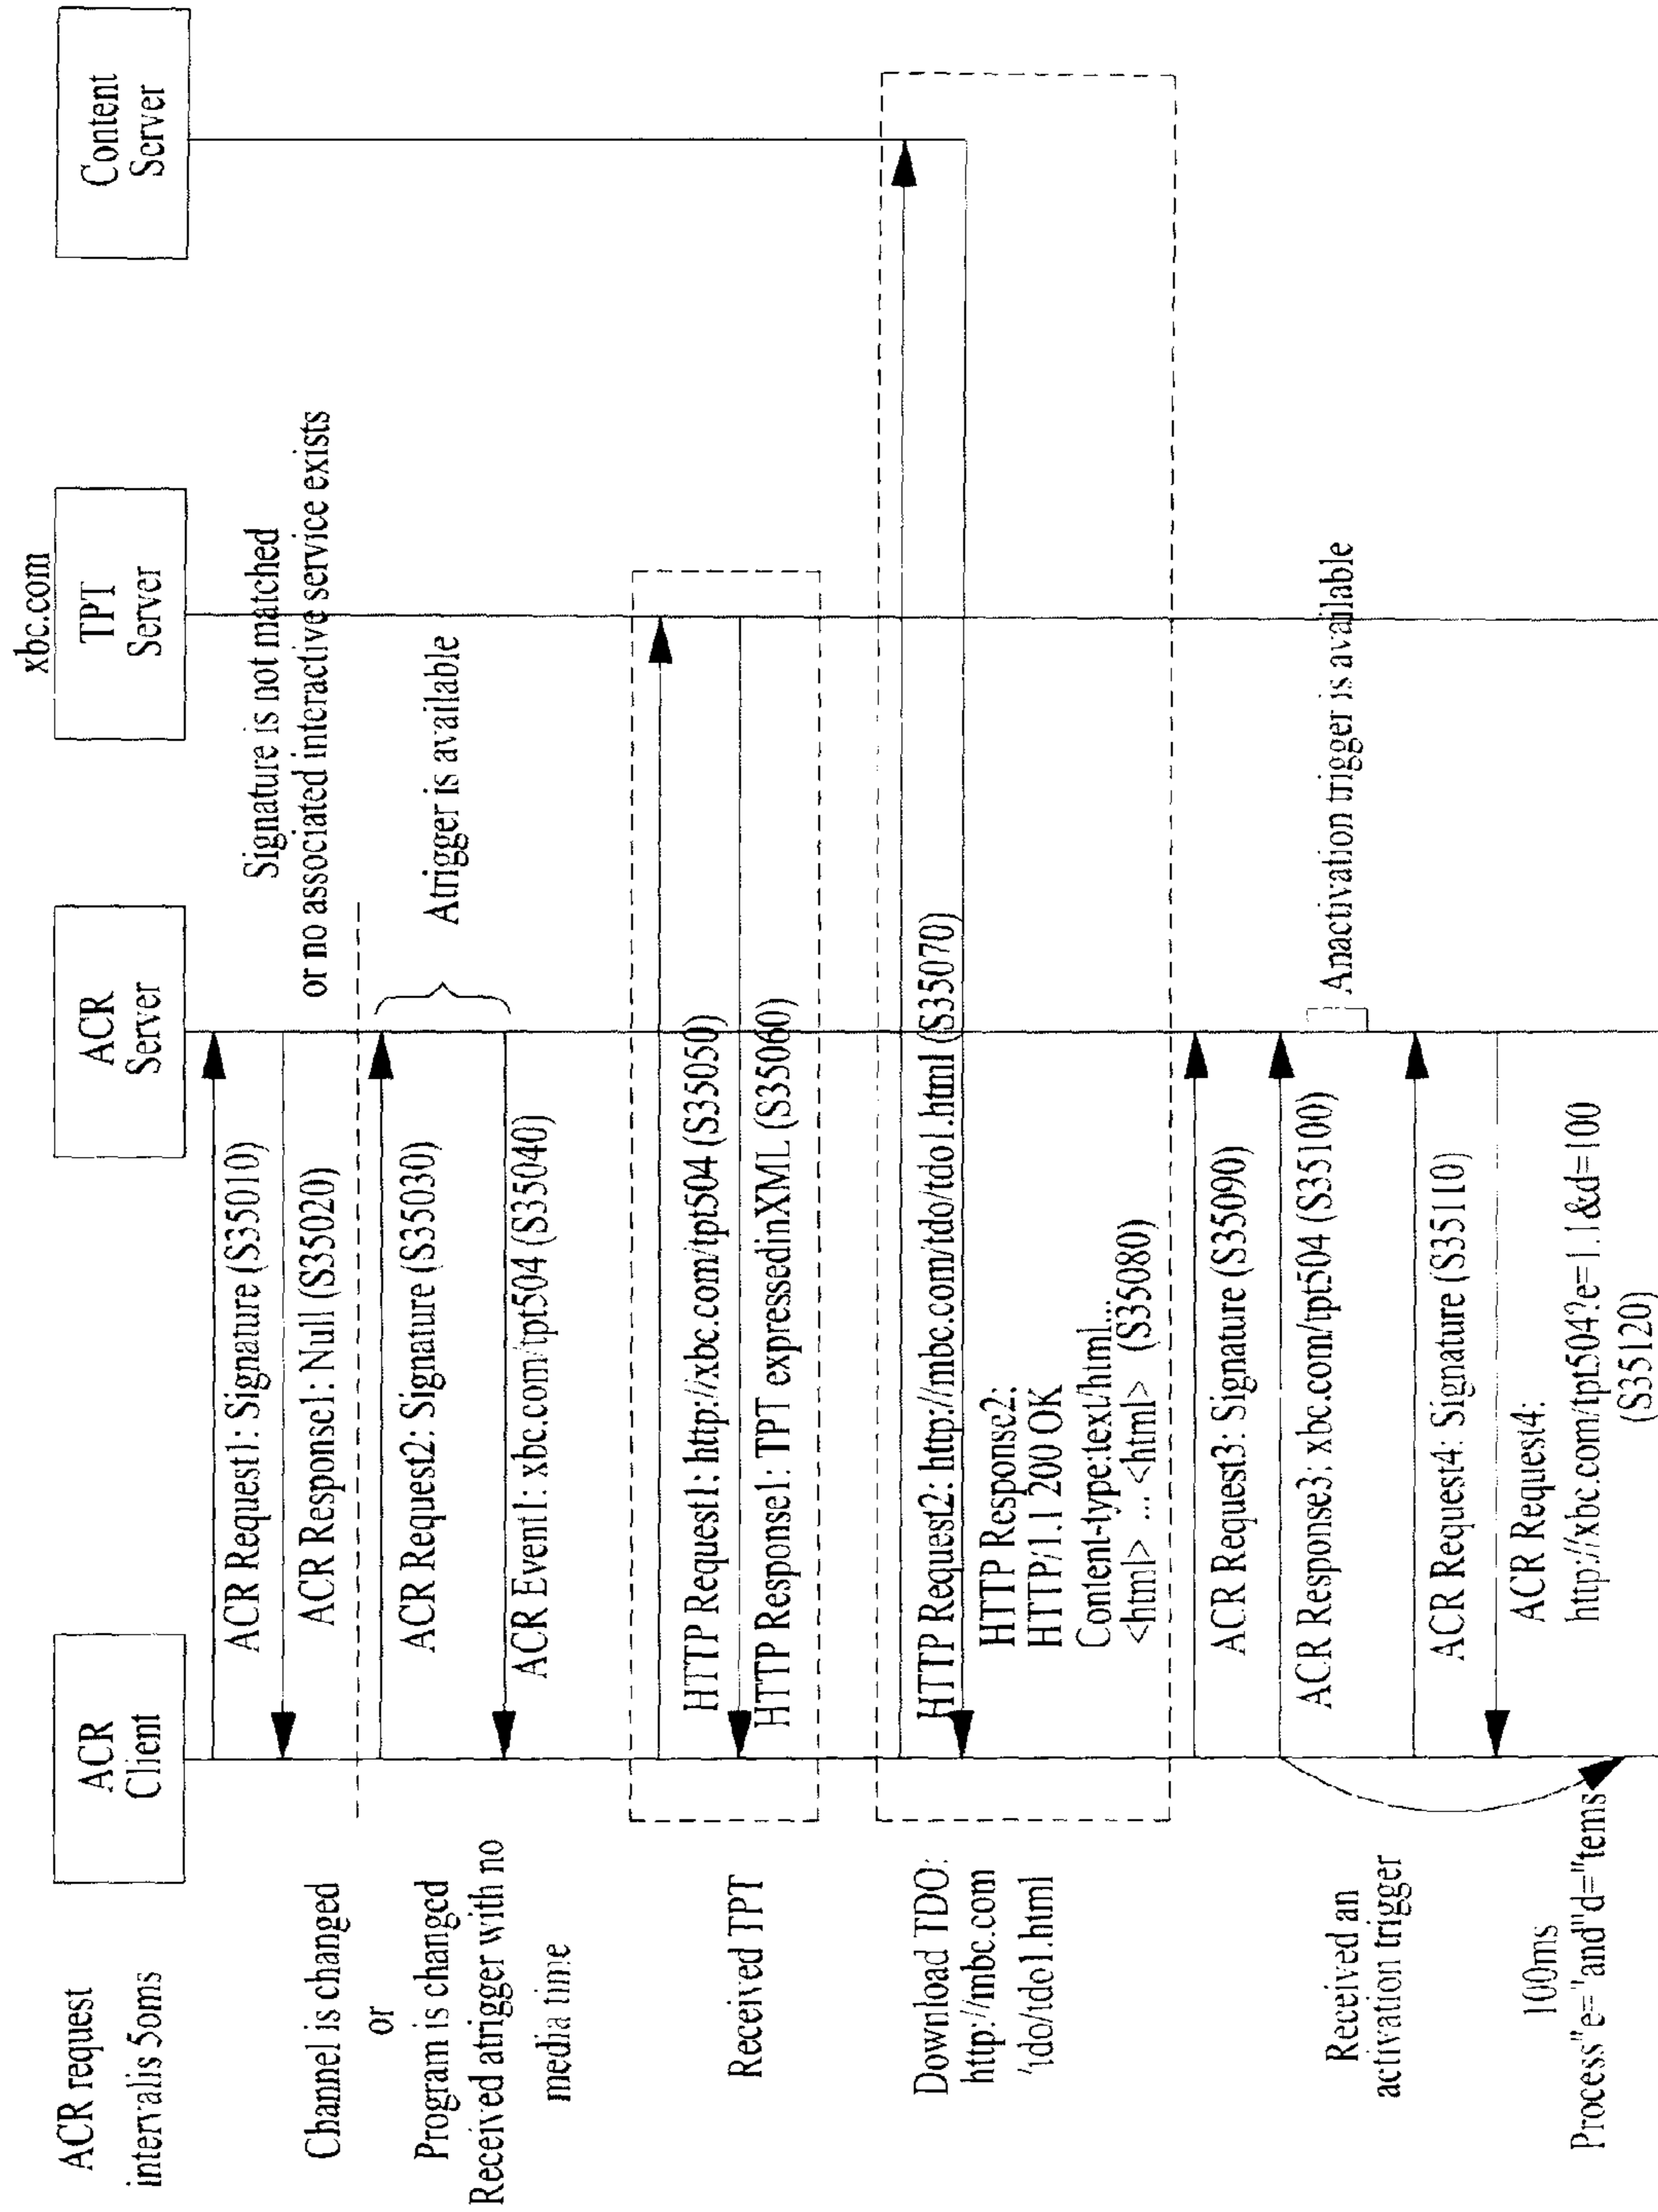 ACR request
intervalis 5oms
ACR
Client
ACR
Server
xbc.com
TPT
Server
Content
Server
ACR Request1: Signature (S35010)
ACR Response1: Null (S35020)
Signature is not matched
or no associated interactive service exists
Channel is changed
or
Program is changed
Received atrigger with no
media time
ACR Request2: Signature (S35030)
ACR Event1: xbc.com/tpt504 (S35040)
Atrigger is available
Received TPT
HTTP Request1: http://xbc.com/tpt504 (S35050)
HTTP Response1: TPT expressedinXML (S35060)
Download TDO:
http://mbc.com
/tdo/tdo1.html
HTTP Request2: http://mbc.com/tdo/tdo1.html (S35070)
HTTP Response2:
HTTP/1.1 200 OK
Content-type:text/html...
<html> ... <html> (S35080)
ACR Request3: Signature (S35090)
ACR Response3: xbc.com/tpt504 (S35100)
Anactivation trigger is available
Received an
activation trigger
ACR Request4: Signature (S35110)
ACR Request4:
http://xbc.com/tpt504?e=1.1&d=100
(S35120)
100ms
Process"e="and"d="tems